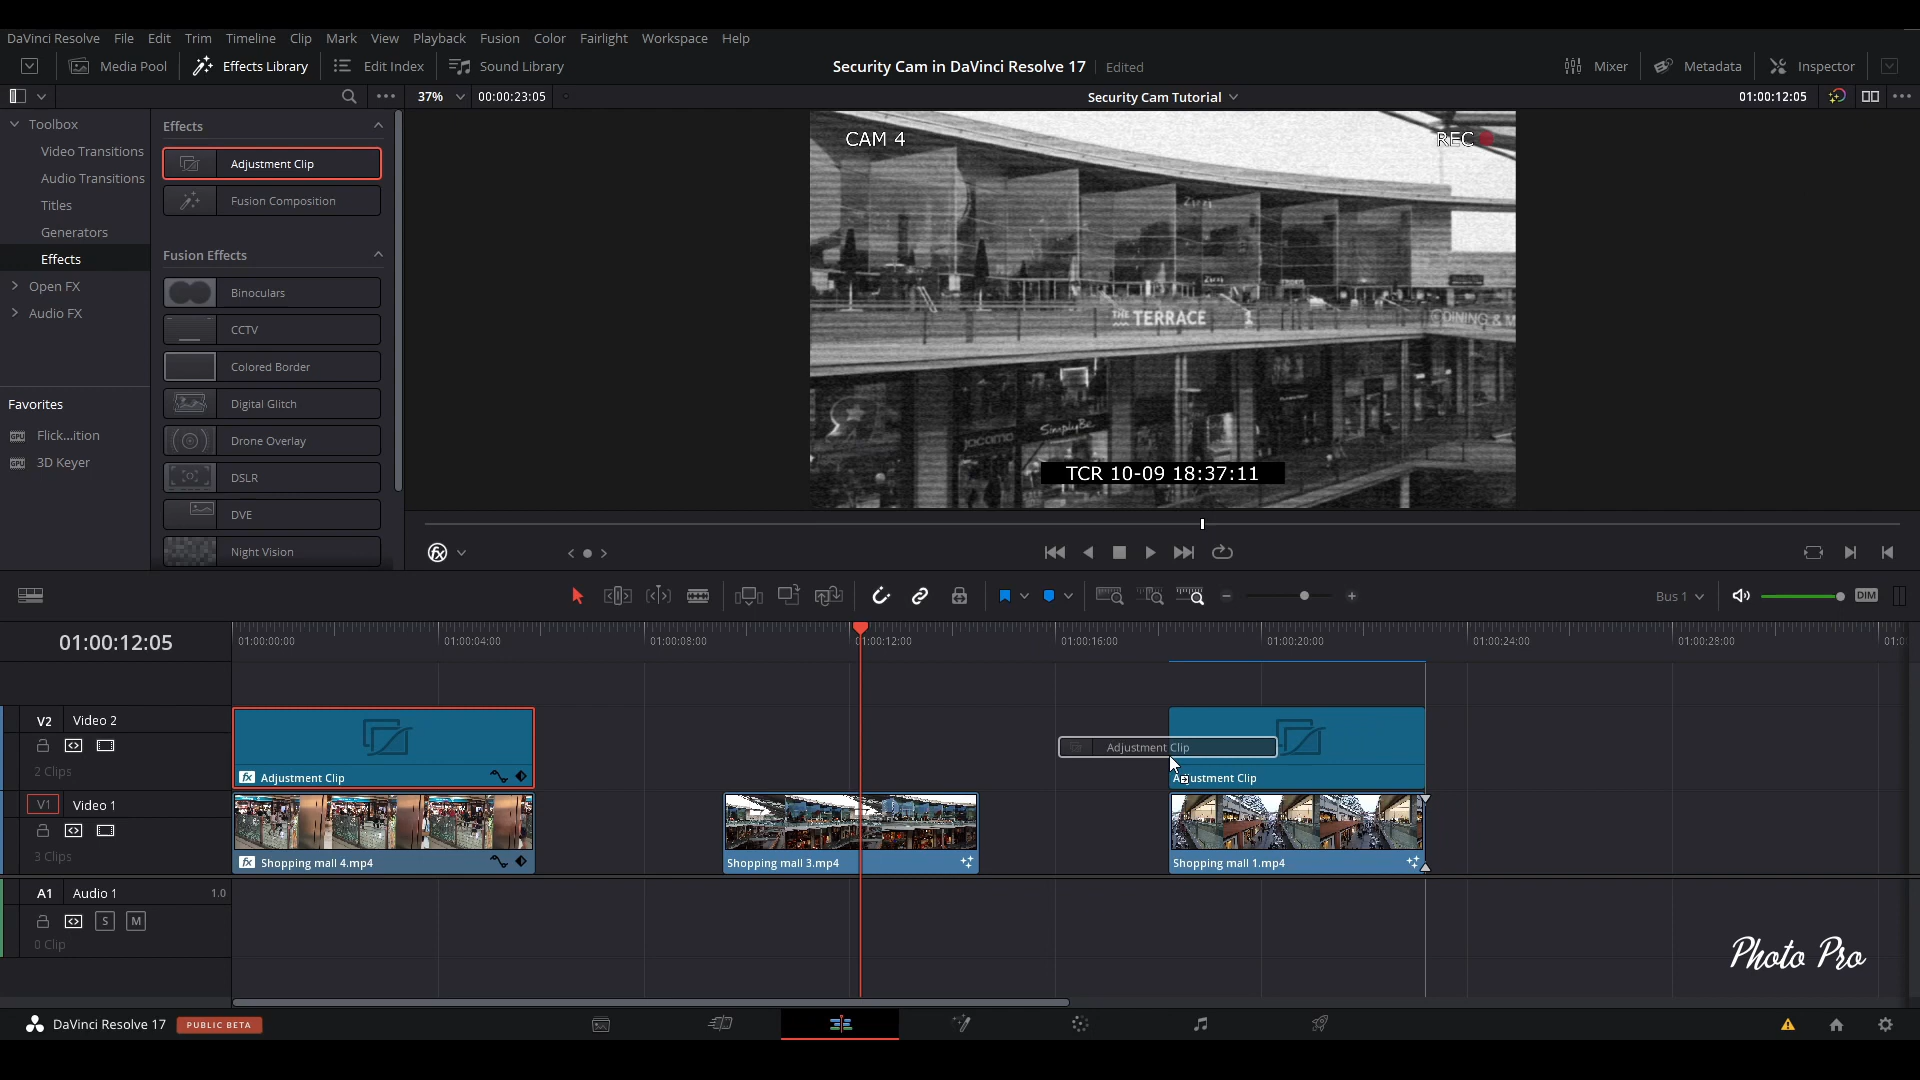 DaVinci Resolve File Edit Trim Timeline Clip Mark View Playback Fusion Color Fairlight Workspace Help
Media Pool Effects Library Edit Index Sound Library Security Cam in DaVinci Resolve 17 Edited Mixer Metadata Inspector
37% 00:00:23:05 Security Cam Tutorial 01:00:12:05
Toolbox
Video Transitions
Audio Transitions
Titles
Generators
Effects
Open FX
Audio FX
Favorites
Flick...ition
3D Keyer
Effects
Adjustment Clip
Fusion Composition
Fusion Effects
Binoculars
CCTV
Colored Border
Digital Glitch
Drone Overlay
DSLR
DVE
Night Vision
CAM 4 REC
Zizzi
THE TERRACE
DINING &
jacamo SimplyBe
TCR 10-09 18:37:11
Bus 1 DIM
01:00:12:05 01:00:00:00 01:00:04:00 01:00:08:00 01:00:12:00 01:00:16:00 01:00:20:00 01:00:24:00 01:00:28:00
V2 Video 2
2 Clips
Adjustment Clip
Adjustment Clip
Adjustment Clip
V1 Video 1
3 Clips
Shopping mall 4.mp4 Shopping mall 3.mp4 Shopping mall 1.mp4
A1 Audio 1 1.0
S M
0 Clip
Photo Pro
DaVinci Resolve 17 PUBLIC BETA